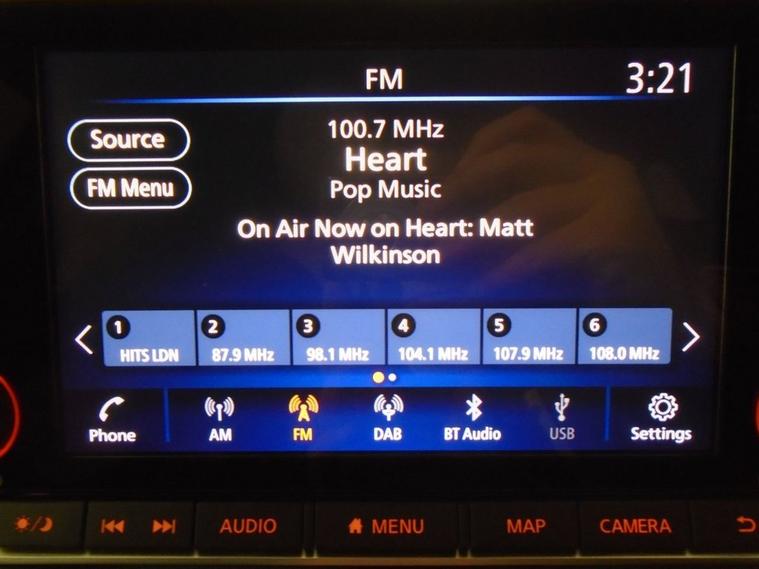 FM
3:21
Source
FM Menu
100.7 MHz
Heart
Pop Music
On Air Now on Heart: Matt
Wilkinson
1
HITS LDN
2
87.9 MHz
3
98.1 MHz
4
104.1 MHz
5
107.9 MHz
6
108.0 MHz
Phone
AM
FM
DAB
BT Audio
USB
Settings
AUDIO
MENU
MAP
CAMERA